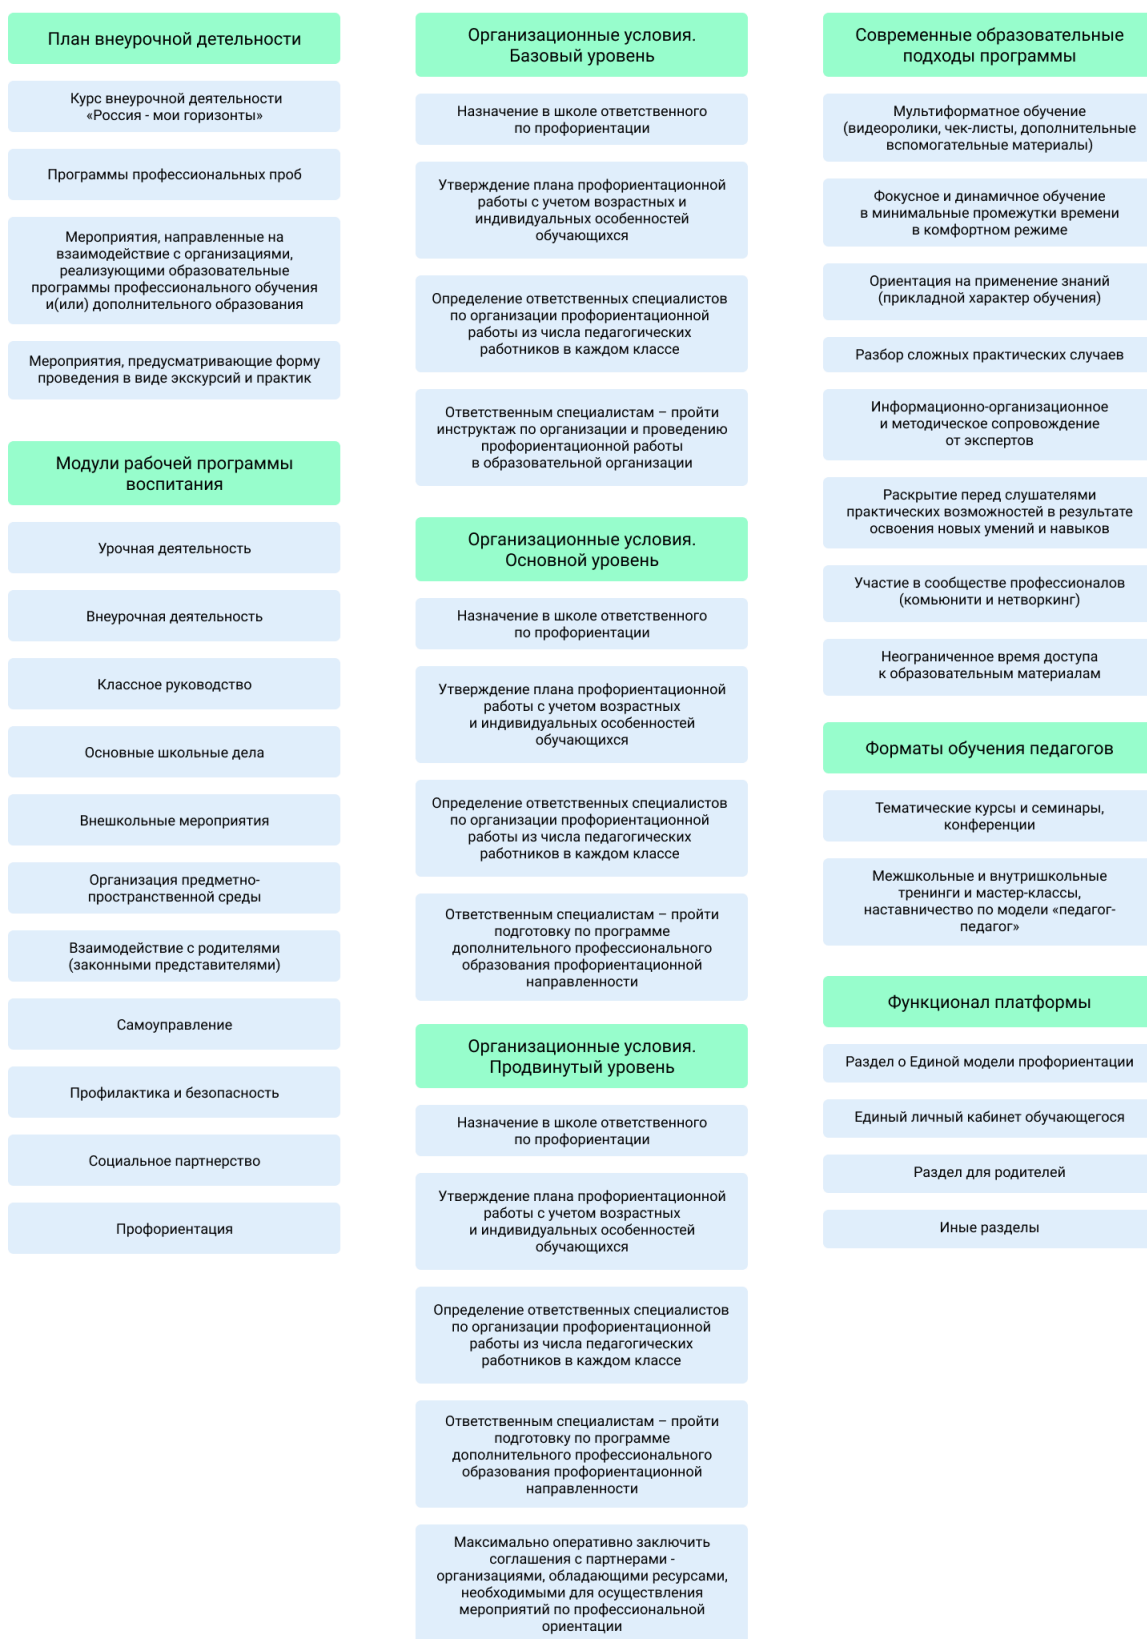 План внеурочной детельности
Курс внеурочной деятельности
«Россия - мои горизонты»
Программы профессиональных проб
Мероприятия, направленные на
взаимодействие с организациями,
реализующими образовательные
программы профессионального обучения
и(или) дополнительного образования
Мероприятия, предусматривающие форму
проведения в виде экскурсий и практик
Модули рабочей программы
воспитания
Урочная деятельность
Внеурочная деятельность
Классное руководство
Основные школьные дела
Внешкольные мероприятия
Организация предметно-
пространственной среды
Взаимодействие с родителями
(законными представителями)
Самоуправление
Профилактика и безопасность
Социальное партнерство
Профориентация
Организационные условия.
Базовый уровень
Назначение в школе ответственного
по профориентации
Утверждение плана профориентационной
работы с учетом возрастных и
индивидуальных особенностей
обучающихся
Определение ответственных специалистов
по организации профориентационной
работы из числа педагогических
работников в каждом классе
Ответственным специалистам – пройти
инструктаж по организации и проведению
профориентационной работы
в образовательной организации
Организационные условия.
Основной уровень
Назначение в школе ответственного
по профориентации
Утверждение плана профориентационной
работы с учетом возрастных
и индивидуальных особенностей
обучающихся
Определение ответственных специалистов
по организации профориентационной
работы из числа педагогических
работников в каждом классе
Ответственным специалистам – пройти
подготовку по программе
дополнительного профессионального
образования профориентационной
направленности
Организационные условия.
Продвинутый уровень
Назначение в школе ответственного
по профориентации
Утверждение плана профориентационной
работы с учетом возрастных
и индивидуальных особенностей
обучающихся
Определение ответственных специалистов
по организации профориентационной
работы из числа педагогических
работников в каждом классе
Ответственным специалистам – пройти
подготовку по программе
дополнительного профессионального
образования профориентационной
направленности
Максимально оперативно заключить
соглашения с партнерами -
организациями, обладающими ресурсами,
необходимыми для осуществления
мероприятий по профессиональной
ориентации
Современные образовательные
подходы программы
Мультиформатное обучение
(видеоролики, чек-листы, дополнительные
вспомогательные материалы)
Фокусное и динамичное обучение
в минимальные промежутки времени
в комфортном режиме
Ориентация на применение знаний
(прикладной характер обучения)
Разбор сложных практических случаев
Информационно-организационное
и методическое сопровождение
от экспертов
Раскрытие перед слушателями
практических возможностей в результате
освоения новых умений и навыков
Участие в сообществе профессионалов
(комьюнити и нетворкинг)
Неограниченное время доступа
к образовательным материалам
Форматы обучения педагогов
Тематические курсы и семинары,
конференции
Межшкольные и внутришкольные
тренинги и мастер-классы,
наставничество по модели «педагог-
педагог»
Функционал платформы
Раздел о Единой модели профориентации
Единый личный кабинет обучающегося
Раздел для родителей
Иные разделы